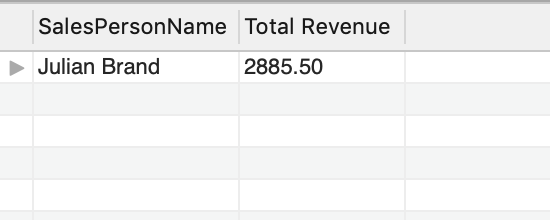 SalesPersonName Total Revenue
Julian Brand 2885.50